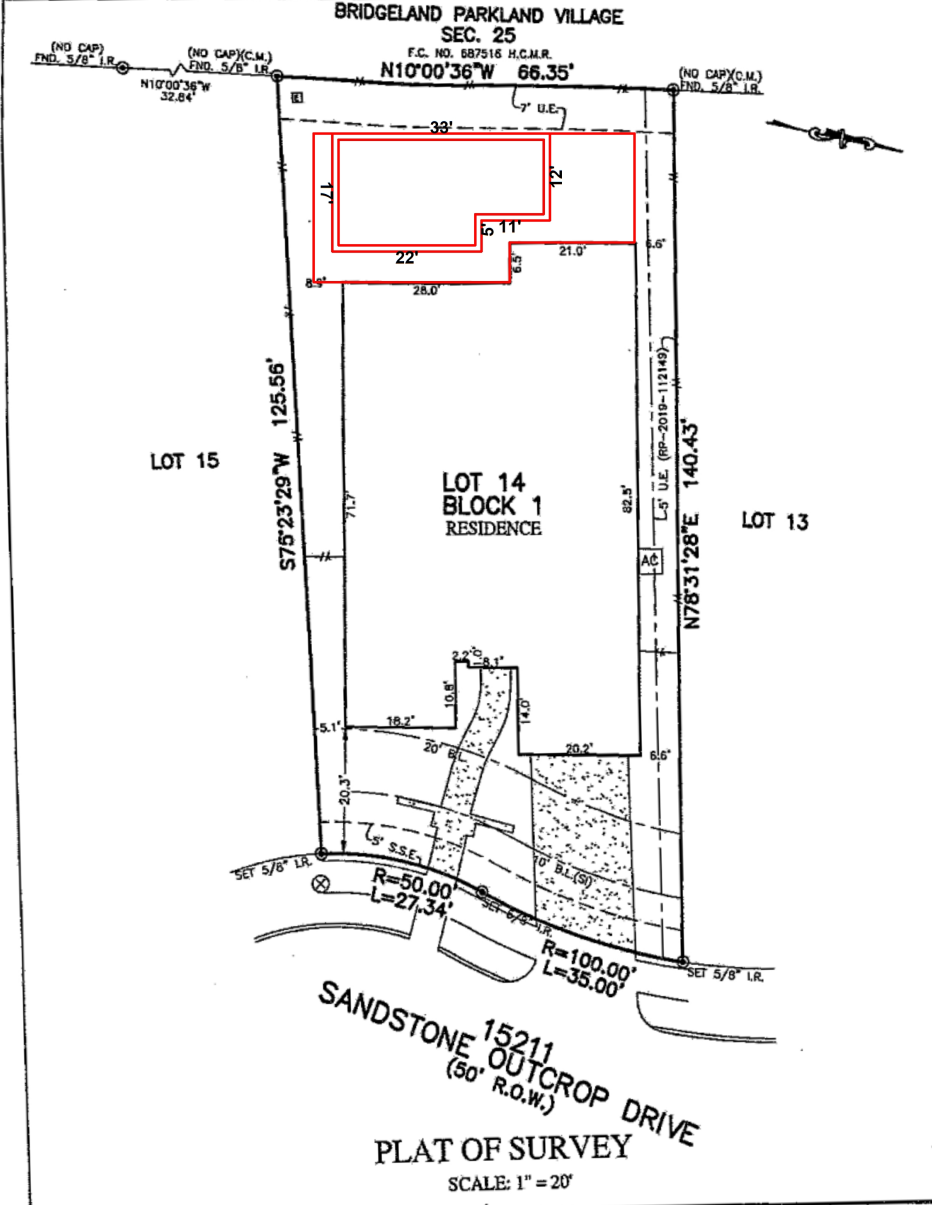 BRIDGELAND PARKLAND VILLAGE
SEC. 25
F.C. NO. 687516 H.C.M.R.
N10°00'36"W 66.35'
(NO CAP)
FND. 5/8" I.R.
(NO CAP)(C.M.)
FND. 5/8" I.R.
N10°00'36"W
32.84'
(NO CAP)(C.M.)
FND. 5/8" I.R.
E
7' U.E.
33'
17'
12'
5'
11'
22'
21.0'
6.6'
6.5'
8.9'
28.0'
S75°23'29"W 125.56'
LOT 15
71.7'
LOT 14
BLOCK 1
RESIDENCE
82.5'
5' U.E. (RP-2019-112149)
N78°31'28"E 140.43'
LOT 13
AC
2.2'
8.1'
10.8'
14.0'
5.1'
18.2'
20' B.L.
20.2'
6.6'
20.3'
5' S.S.E.
10' B.L.(SI)
SET 5/8" I.R.
R=50.00'
L=27.34'
SET 5/8" I.R.
R=100.00'
L=35.00'
SET 5/8" I.R.
15211
SANDSTONE OUTCROP DRIVE
(50' R.O.W.)
PLAT OF SURVEY
SCALE: 1" = 20'